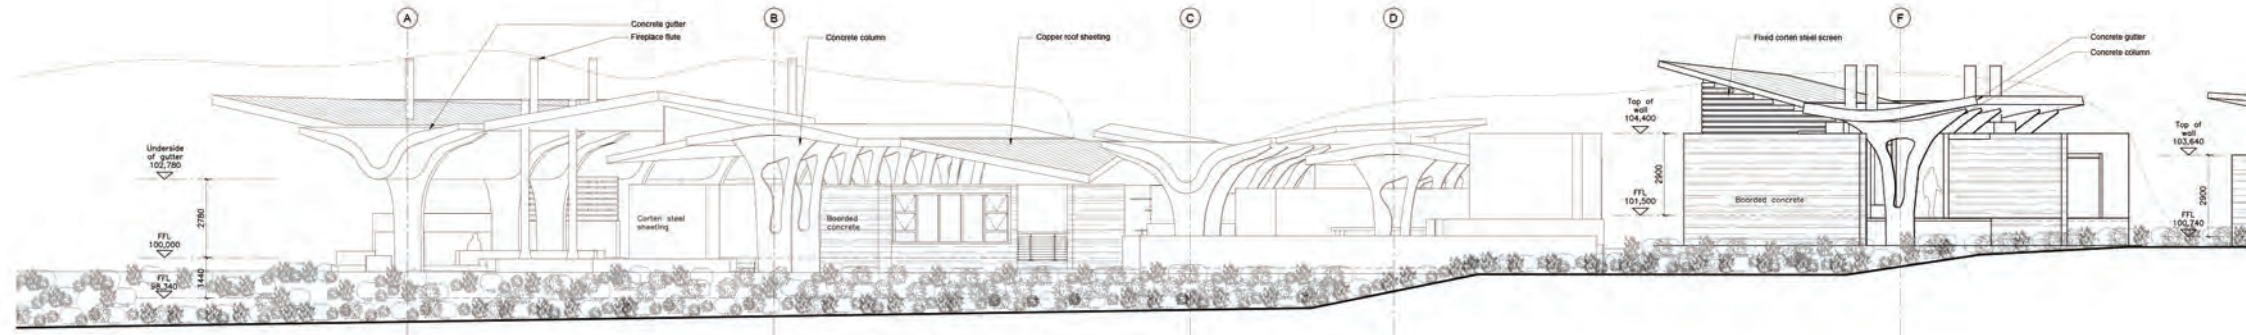 A
B
C
D
F
Concrete gutter
Fireplace flute
Concrete column
Copper roof sheeting
Fixed corten steel screen
Concrete gutter
Concrete column
Underside
of gutter
102,780
2780
FFL
100,000
FFL
98,340
1440
Corten steel
sheeting
Boarded
concrete
Top of
wall
104,400
2900
FFL
101,500
Boarded concrete
Top of
wall
103,640
2900
FFL
100,740